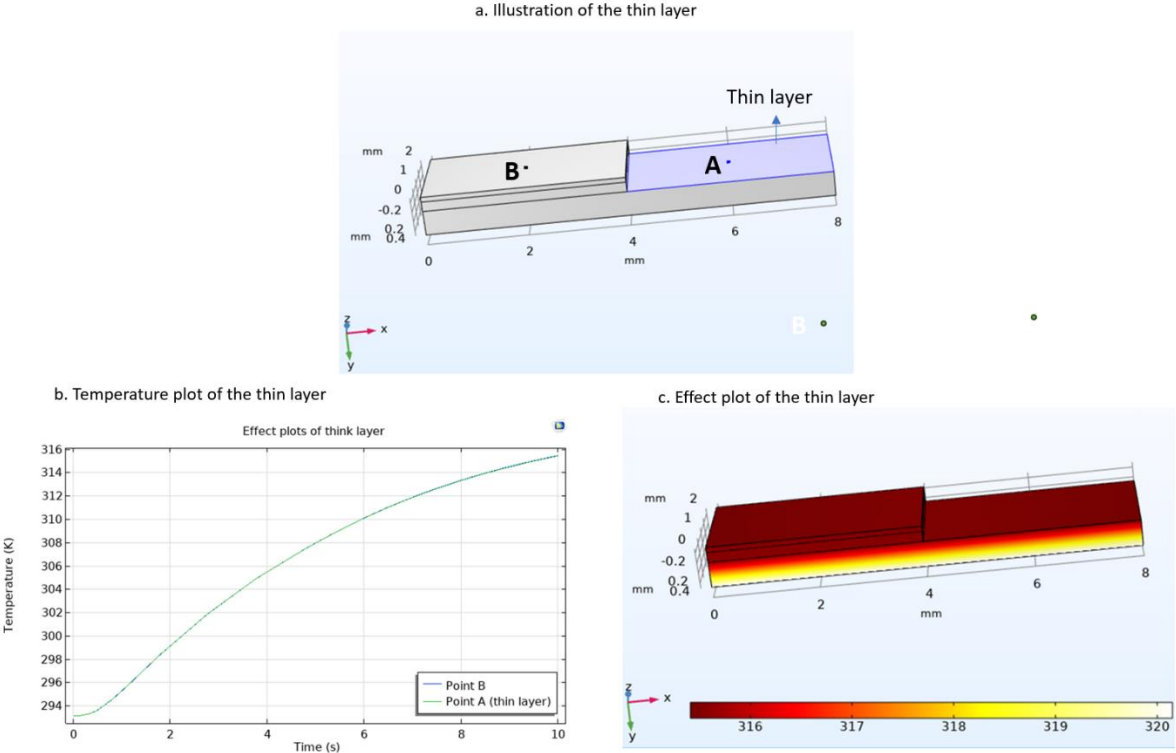 a. Illustration of the thin layer
Thin layer
mm 2
1
0
-0.2
0.2
mm 0.4
B
A
0
2
4
6
8
mm
z
x
y
B
b. Temperature plot of the thin layer
Effect plots of think layer
Temperature (K)
316
314
312
310
308
306
304
302
300
298
296
294
Point B
Point A (thin layer)
0 2 4 6 8 10
Time (s)
c. Effect plot of the thin layer
mm 2
1
0
-0.2
0.2
mm 0.4
0
2
4
6
8
mm
z
x
y
316 317 318 319 320